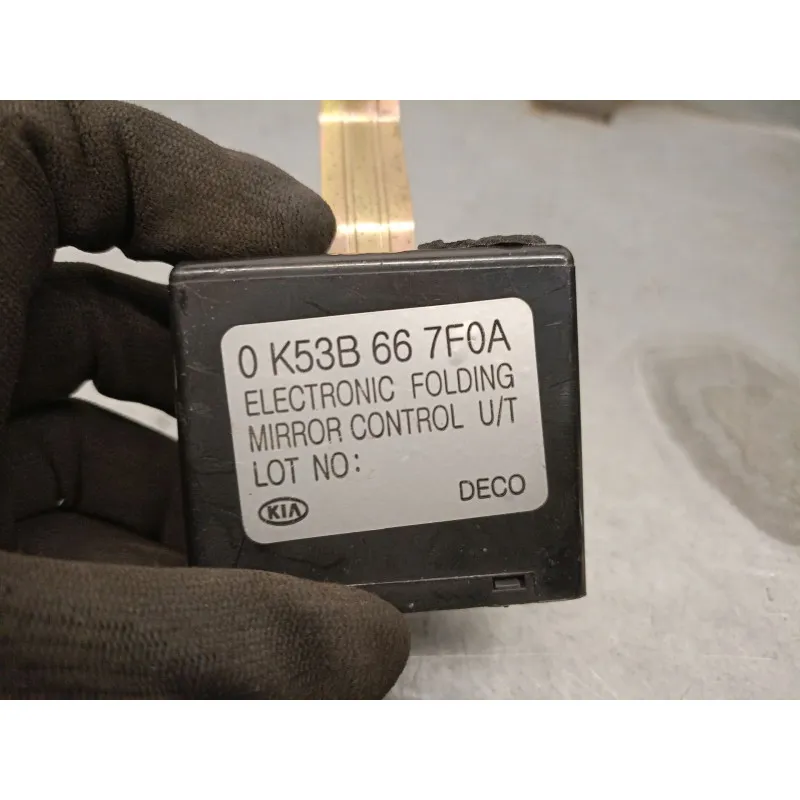 0 K53B 66 7F0A
ELECTRONIC FOLDING
MIRROR CONTROL U/T
LOT NO:
KIA
DECO